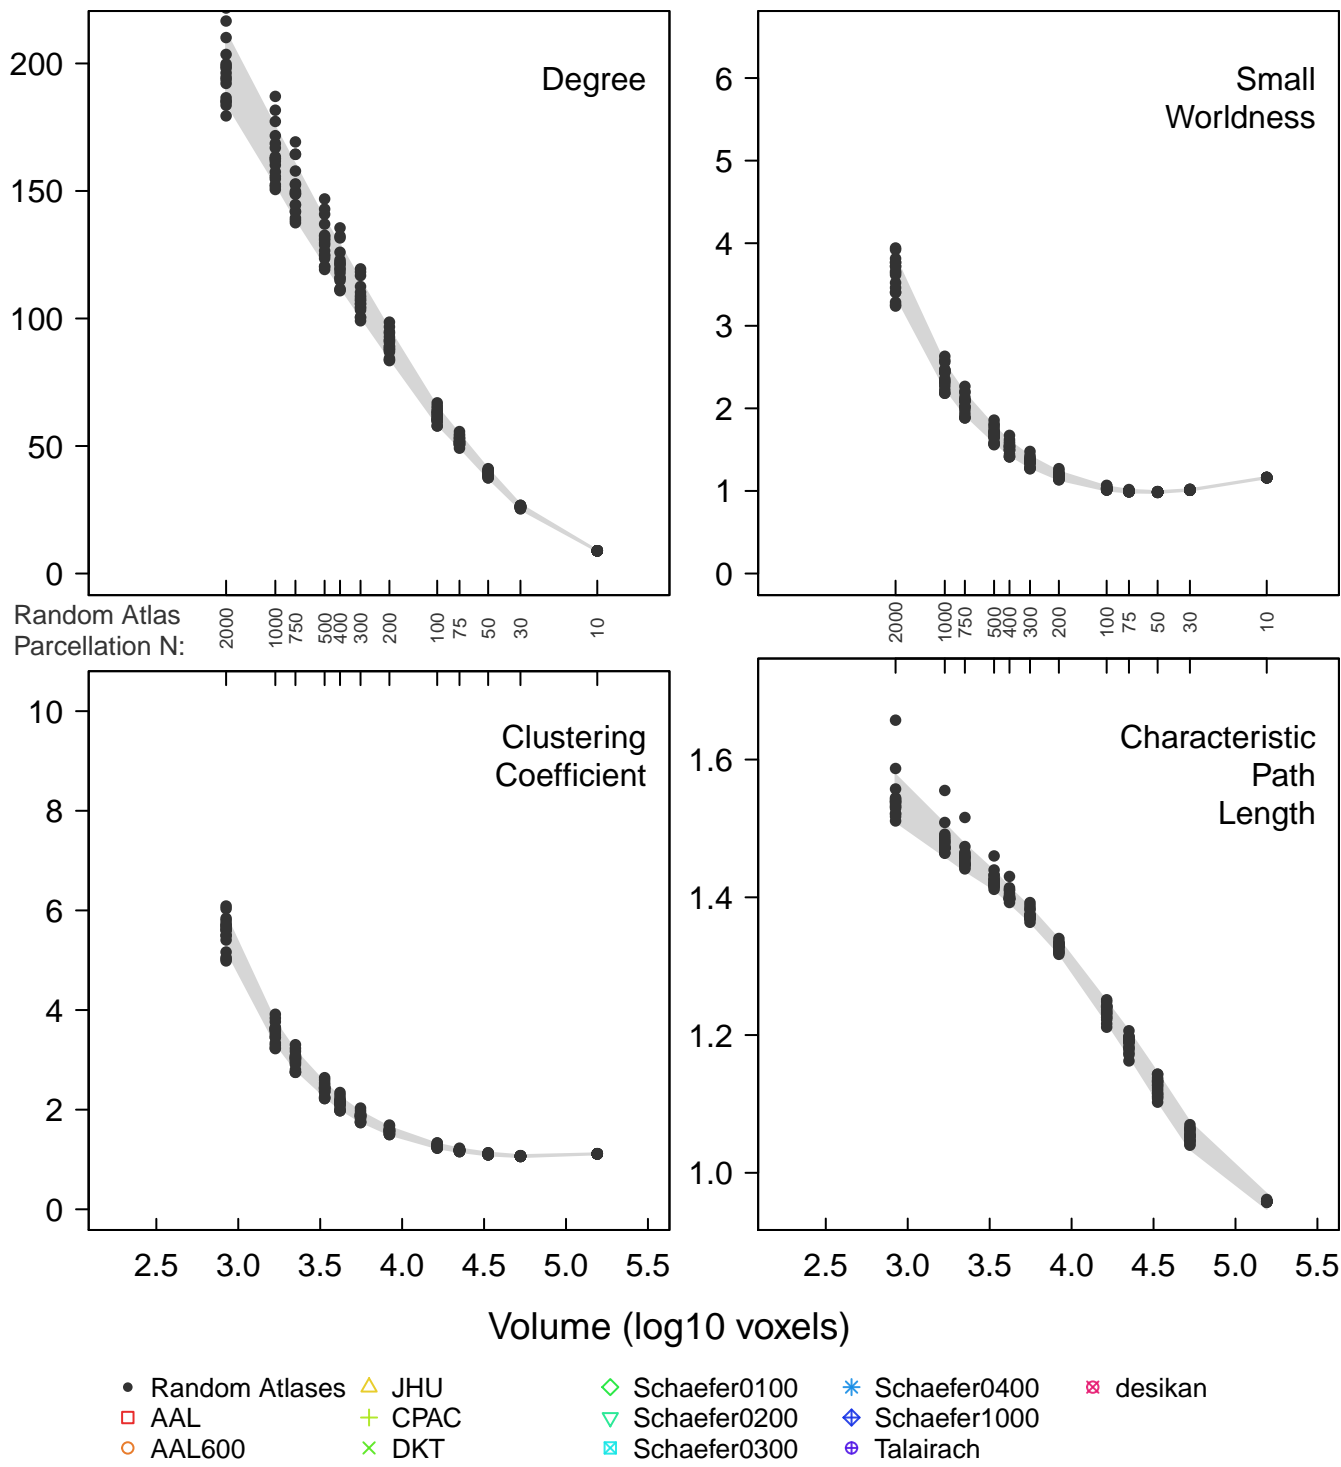 Degree
200
150
100
50
0
Small
Worldness
6
5
4
3
2
1
0
Random Atlas
Parcellation N:
2000 1000 750 500 400 300 200 100 75 50 30 10
2000 1000 750 500 400 300 200 100 75 50 30 10
Clustering
Coefficient
10
8
6
4
2
0
2.5 3.0 3.5 4.0 4.5 5.0 5.5
Characteristic
Path
Length
1.6
1.4
1.2
1.0
2.5 3.0 3.5 4.0 4.5 5.0 5.5
Volume (log10 voxels)
Random Atlases JHU Schaefer0100 Schaefer0400 desikan
AAL CPAC Schaefer0200 Schaefer1000
AAL600 DKT Schaefer0300 Talairach